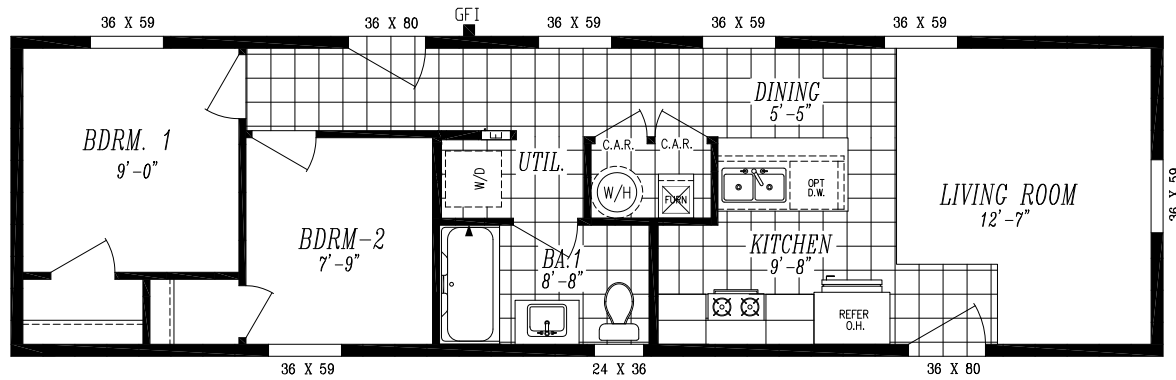 GFI
36 X 59
36 X 80
36 X 59
36 X 59
36 X 59
DINING
5'-5"
BDRM. 1
9'-0"
E
C.A.R.
C.A.R.
UTIL.
W/D
W/H
FURN
OPT
D.W.
LIVING ROOM
12'-7"
36 X 59
BDRM-2
7'-9"
BA.1
8'-8"
KITCHEN
9'-8"
REFER
O.H.
36 X 59
24 X 36
36 X 80